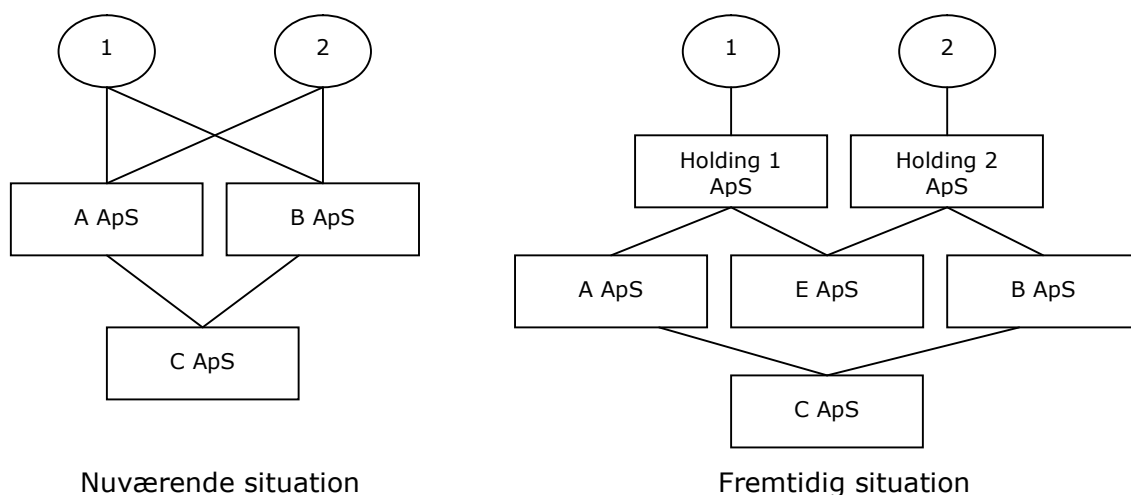 1
2
A ApS
B ApS
C ApS
Nuværende situation
1
2
Holding 1
ApS
Holding 2
ApS
A ApS
E ApS
B ApS
C ApS
Fremtidig situation